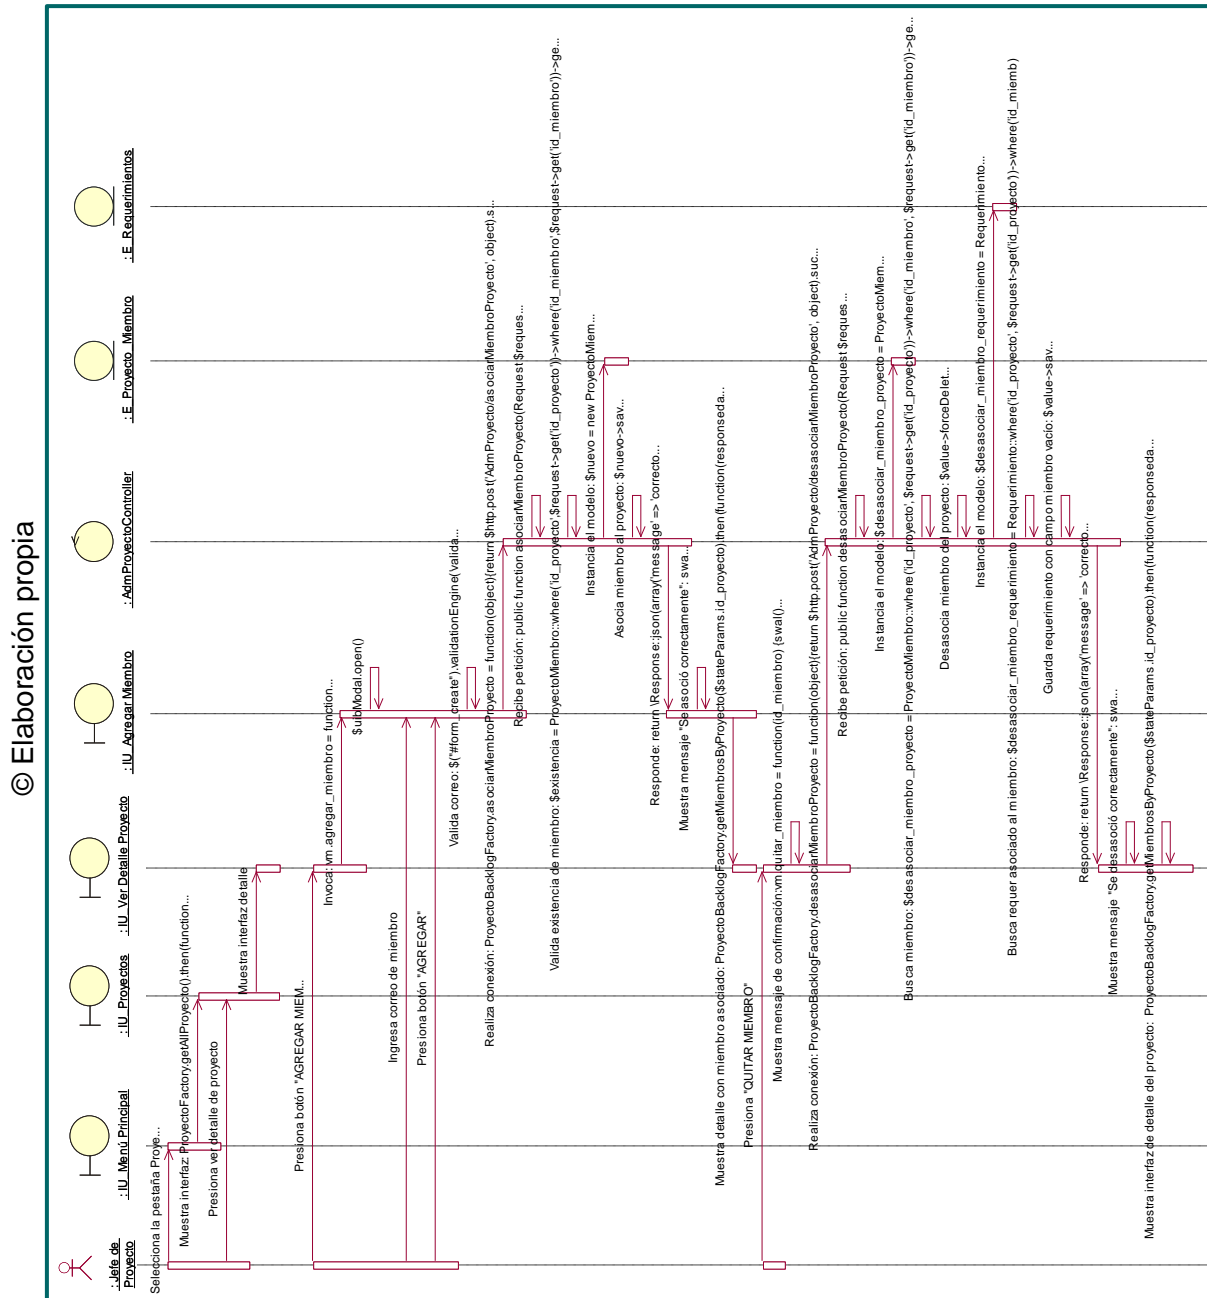 © Elaboración propia
: Jefe de
Proyecto
: IU_Menú Principal
: IU_Proyectos
: IU_Ver Detalle Proyecto
: IU_Agregar Miembro
: AdmProyectoController
: E_Proyecto_Miembro
: E_Requerimientos
Selecciona la pestaña Proye...
Muestra interfaz: ProyectoFactory.getAllProyecto().then(function...
Presiona ver detalle de proyecto
Muestra interfaz detalle
Presiona botón "AGREGAR MIEM...
Invoca: vm.agregar_miembro = function...
$uibModal.open()
Ingresa correo de miembro
Presiona botón "AGREGAR"
Valida correo: $("#form_create").validationEngine(valida...
Realiza conexión: ProyectoBacklogFactory.asociarMiembroProyecto = function(object){return $http.post('AdmProyecto/asociarMiembroProyecto', object).s...
Recibe petición: public function asociarMiembroProyecto(Request $reques...
Valida existencia de miembro: $existencia = ProyectoMiembro::where('id_proyecto',$request->get('id_proyecto'))->where('id_miembro',$request->get('id_miembro'))->ge...
Instancia el modelo: $nuevo = new ProyectoMiem...
Asocia miembro al proyecto: $nuevo->sav...
Responde: return \Response::json(array('message' => 'correcto...
Muestra mensaje "Se asoció correctamente": swa...
Muestra detalle con miembro asociado: ProyectoBacklogFactory.getMiembrosByProyecto($stateParams.id_proyecto).then(function(responseda...
Presiona "QUITAR MIEMBRO"
Muestra mensaje de confirmación:vm.quitar_miembro = function(id_miembro) {swal()...
Realiza conexión: ProyectoBacklogFactory.desasociarMiembroProyecto = function(object){return $http.post('AdmProyecto/desasociarMiembroProyecto', object).suc...
Recibe petición: public function desasociarMiembroProyecto(Request $reques...
Instancia el modelo: $desasociar_miembro_proyecto = ProyectoMiem...
Busca miembro: $desasociar_miembro_proyecto = ProyectoMiembro::where('id_proyecto', $request->get('id_proyecto'))->where('id_miembro', $request->get('id_miembro'))->ge...
Desasocia miembro del proyecto: $value->forceDelet...
Instancia el modelo: $desasociar_miembro_requerimiento = Requerimiento...
Busca requer asociado al miembro: $desasociar_miembro_requerimiento = Requerimiento::where('id_proyecto', $request->get('id_proyecto'))->where('id_miemb)
Guarda requerimiento con campo miembro vacío: $value->sav...
Responde: return \Response::json(array('message' => 'correcto...
Muestra mensaje "Se desasoció correctamente": swa...
Muestra interfaz de detalle del proyecto: ProyectoBacklogFactory.getMiembrosByProyecto($stateParams.id_proyecto).then(function(responseda...